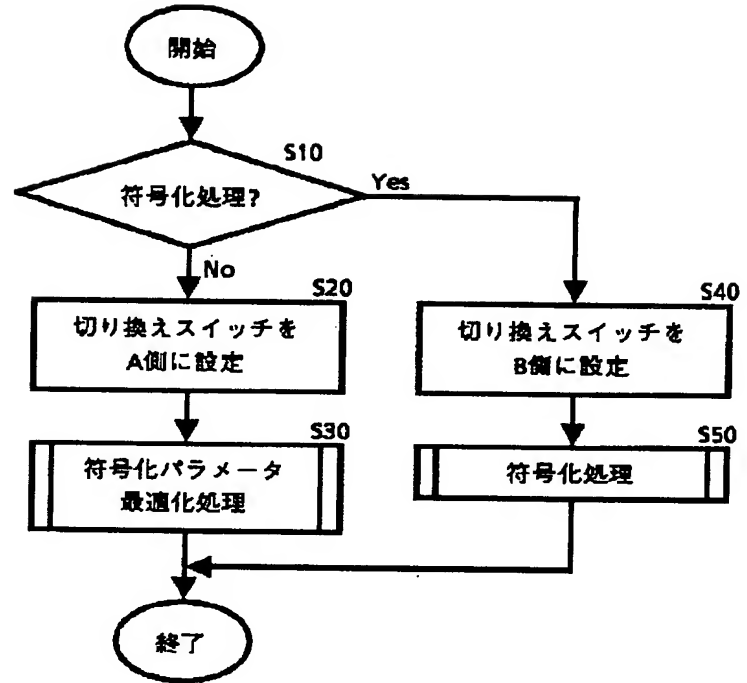 開始
S10
符号化処理?
Yes
No
S20
切り換えスイッチを
A側に設定
S30
符号化パラメータ
最適化処理
S40
切り換えスイッチを
B側に設定
S50
符号化処理
終了